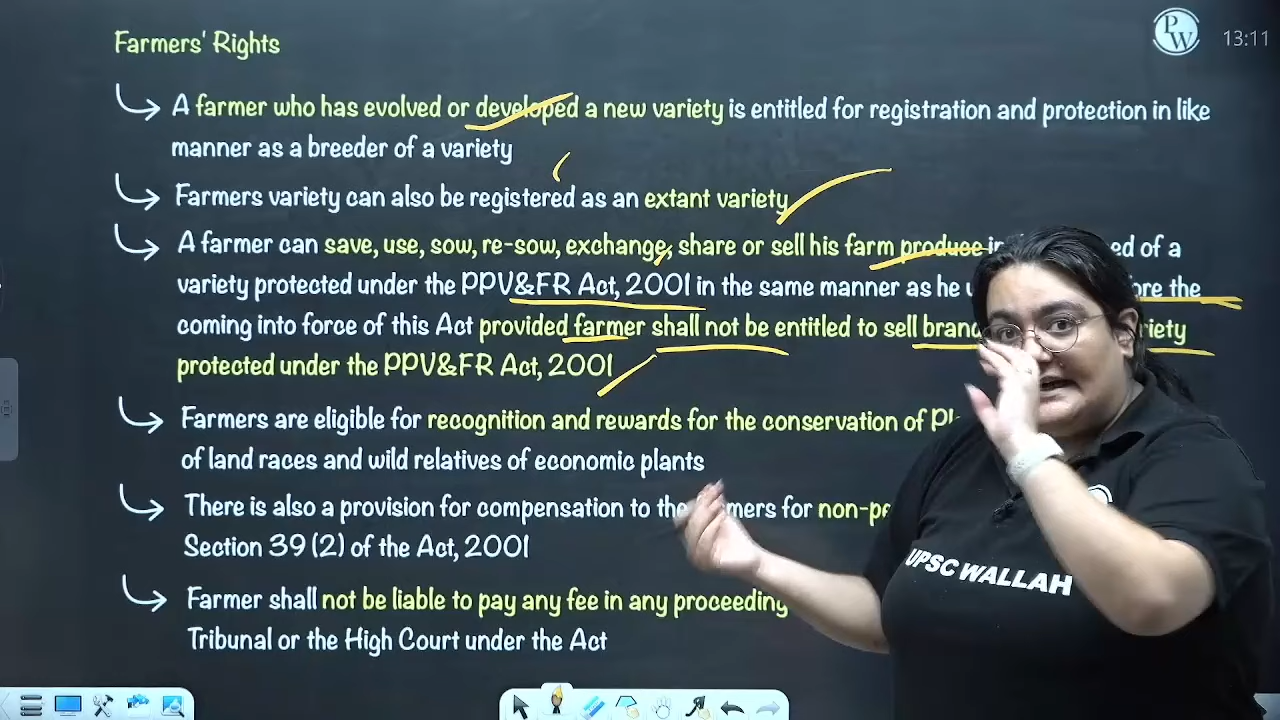 Farmers' Rights
PW
13:11
A farmer who has evolved or developed a new variety is entitled for registration and protection in like
manner as a breeder of a variety
Farmers variety can also be registered as an extant variety
A farmer can save, use, sow, re-sow, exchange, share or sell his farm produce of a
variety protected under the PPV&FR Act, 2001 in the same manner as he the
coming into force of this Act provided farmer shall not be entitled to sell
protected under the PPV&FR Act, 2001
Farmers are eligible for recognition and rewards for the conservation of
of land races and wild relatives of economic plants
There is also a provision for compensation to the for
Section 39 (2) of the Act, 2001
Farmer shall not be liable to pay any fee in any proceeding
Tribunal or the High Court under the Act
UPSC WALLAH